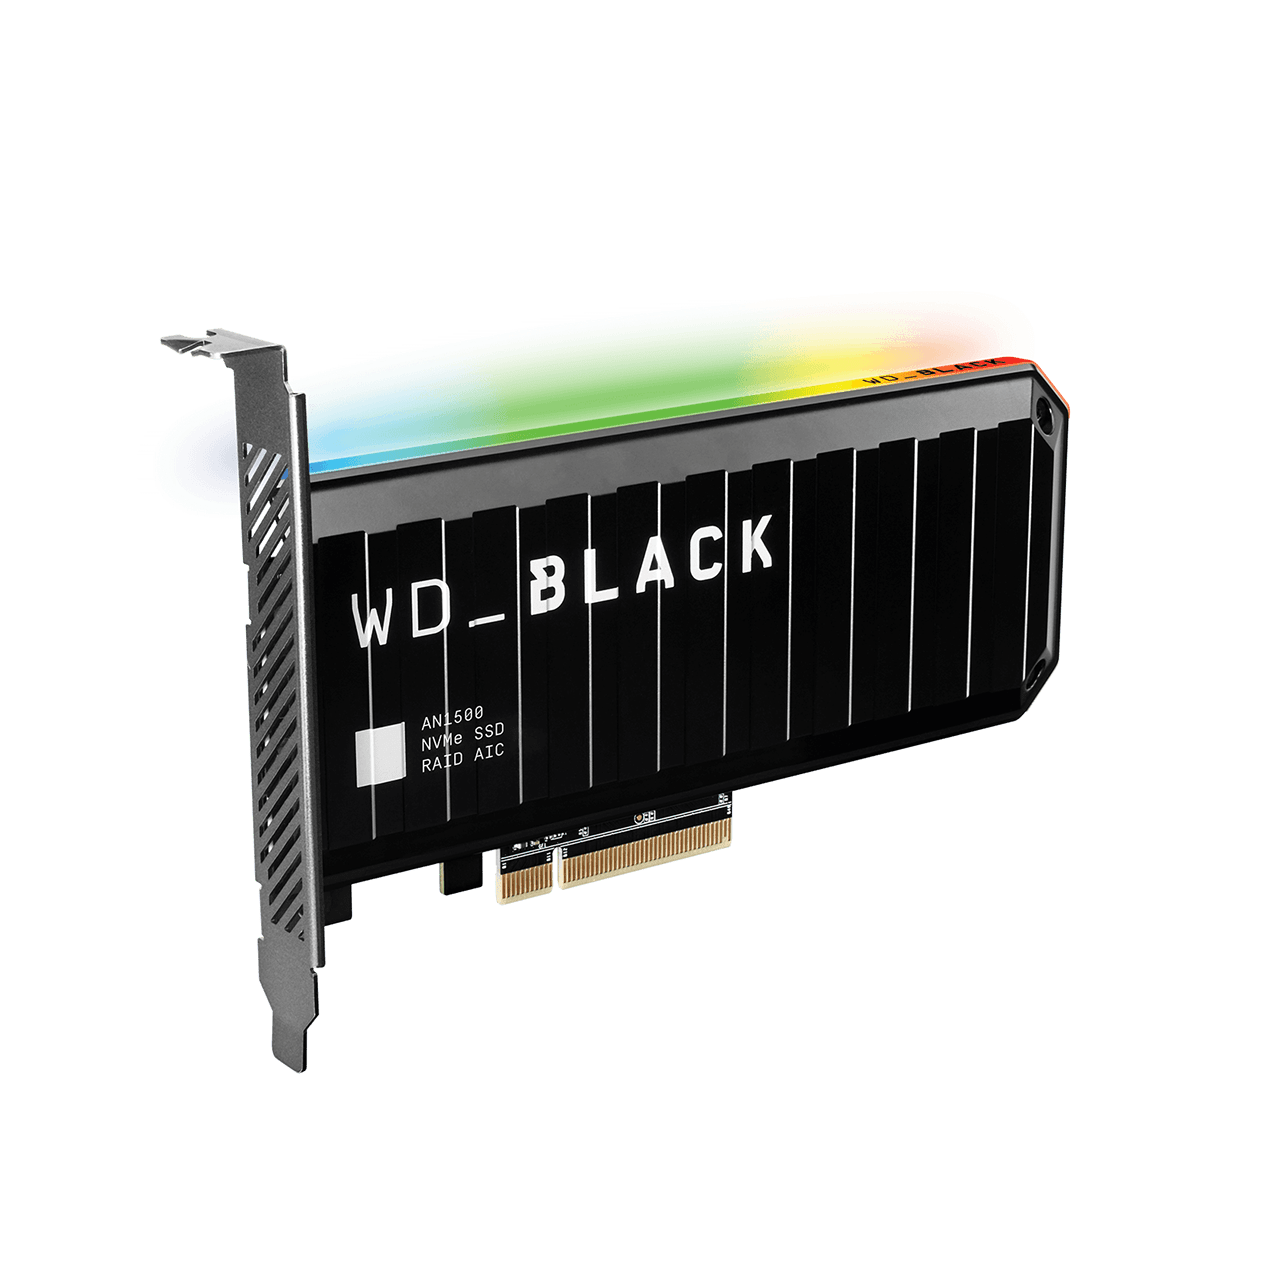 WD_BLACK
WD_BLACK
AN1500
NVMe SSD
RAID AIC